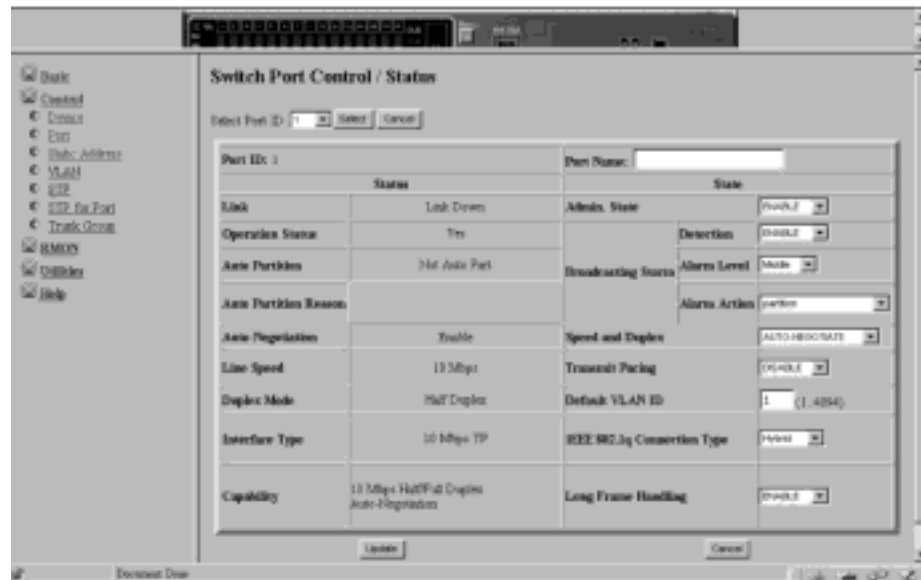 Basic
Control
Device
Port
Static Address
VLAN
STP
STP for Port
Trunk Group
RMON
Utilities
Help
Switch Port Control / Status
Select Port ID: 1 Select Cancel
Port ID: 1 Port Name:
Status State
Link Link Down Admin. State ENABLE
Operation Status Yes Broadcasting Storm Detection ENABLE
Auto Partition Not Auto Part. Alarm Level Middle
Auto Partition Reason Alarm Action partition
Auto Negotiation Enable Speed and Duplex AUTO-NEGOTIATE
Line Speed 10 Mbps Transmit Pacing DISABLE
Duplex Mode Half Duplex Default VLAN ID 1 (1..4094)
Interface Type 10 Mbps TP IEEE 802.1q Connection Type Hybrid
Capability 10 Mbps Half/Full Duplex
Auto-Negotiation Long Frame Handling ENABLE
Update Cancel
Document Done